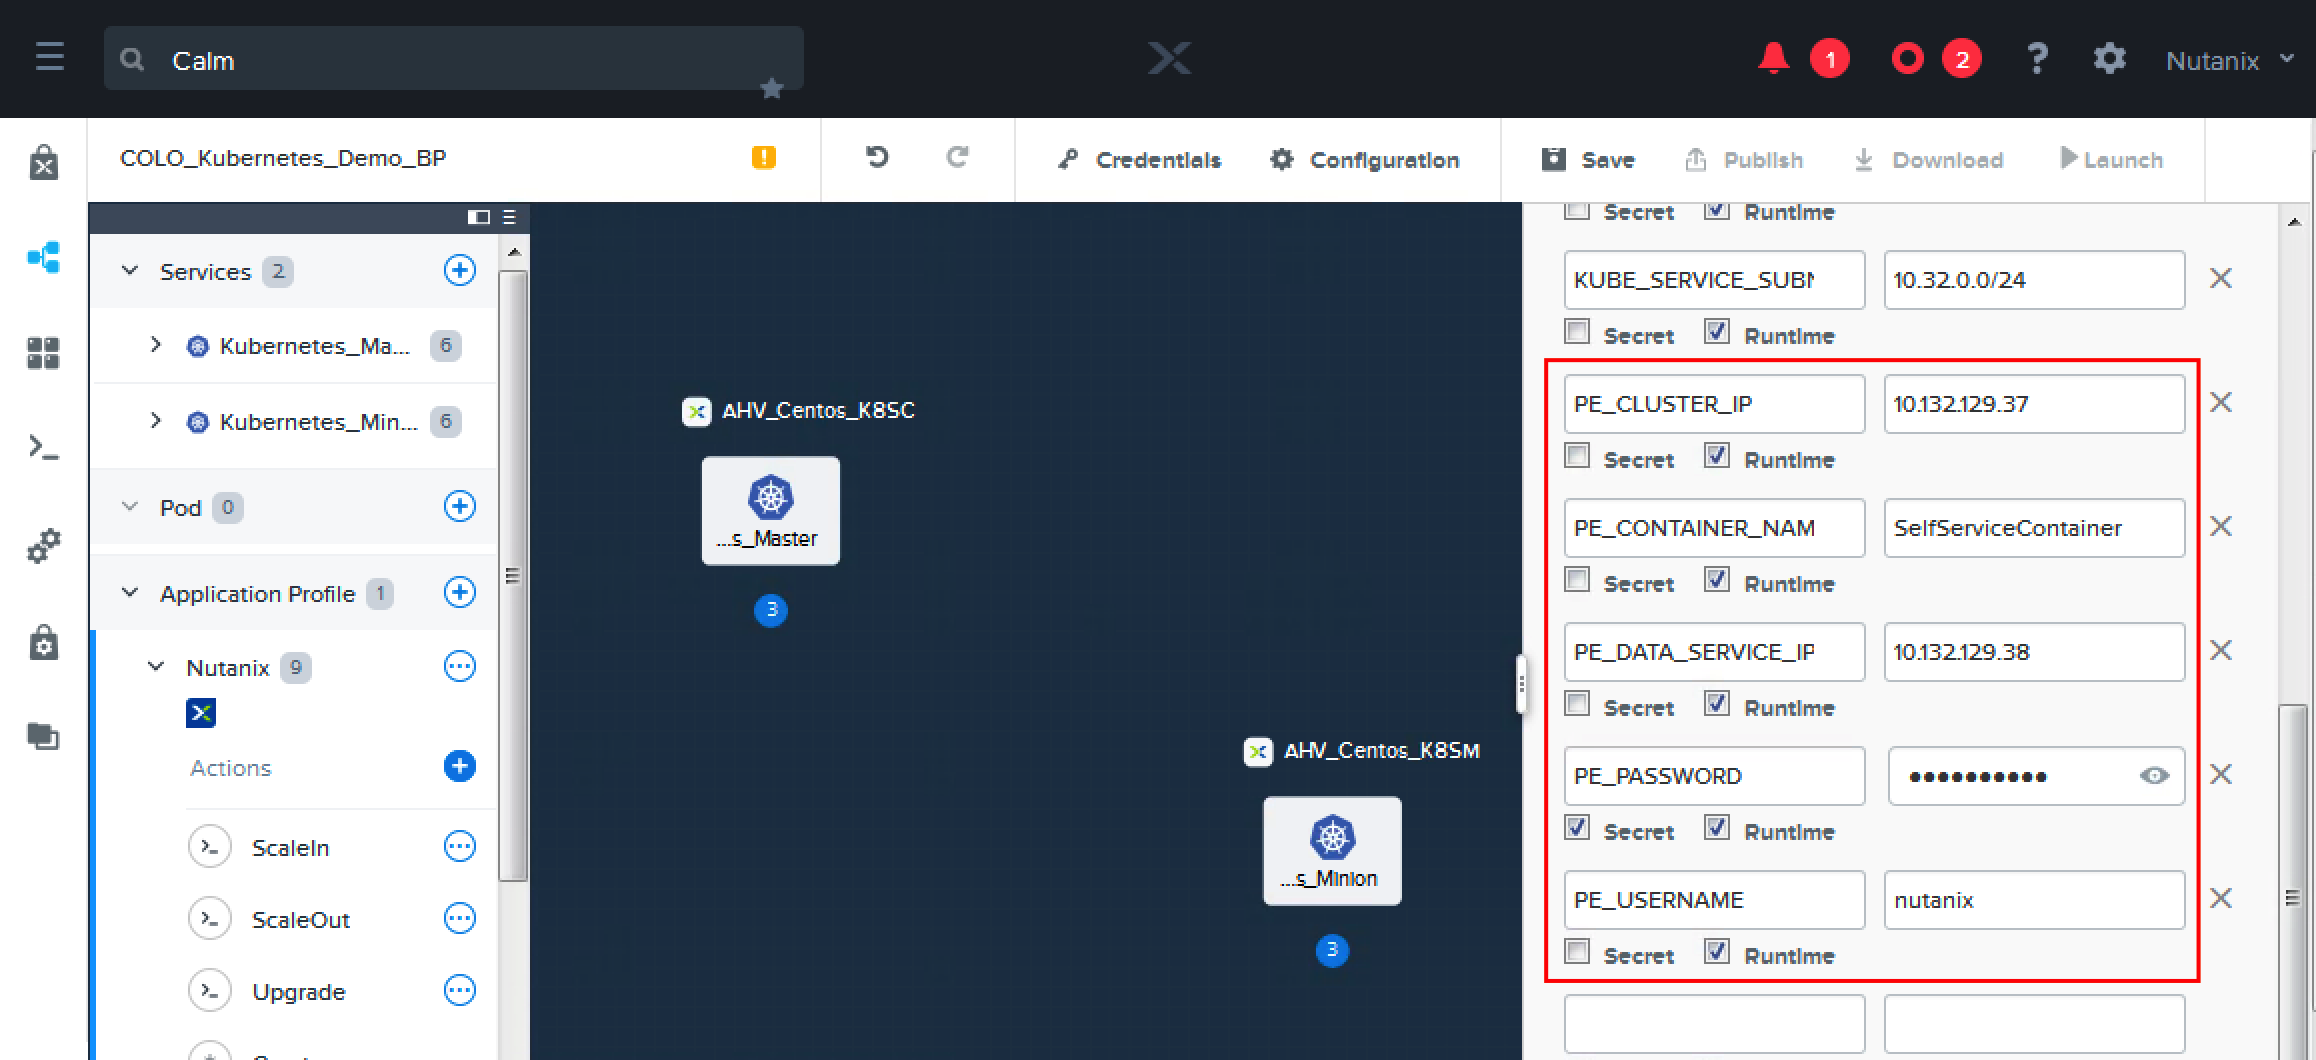 Calm
1
2
?
Nutanix
COLO_Kubernetes_Demo_BP
!
Credentials
Configuration
Save
Publish
Download
Launch
Services 2
Kubernetes_Ma... 6
Kubernetes_Min... 6
Pod 0
Application Profile 1
Nutanix 9
Actions
ScaleIn
ScaleOut
Upgrade
AHV_Centos_K8SC
...s_Master
3
AHV_Centos_K8SM
...s_Minion
3
Secret Runtime
KUBE_SERVICE_SUB 10.32.0.0/24
Secret Runtime
PE_CLUSTER_IP 10.132.129.37
Secret Runtime
PE_CONTAINER_NAM SelfServiceContainer
Secret Runtime
PE_DATA_SERVICE_IP 10.132.129.38
Secret Runtime
PE_PASSWORD ••••••••••
Secret Runtime
PE_USERNAME nutanix
Secret Runtime